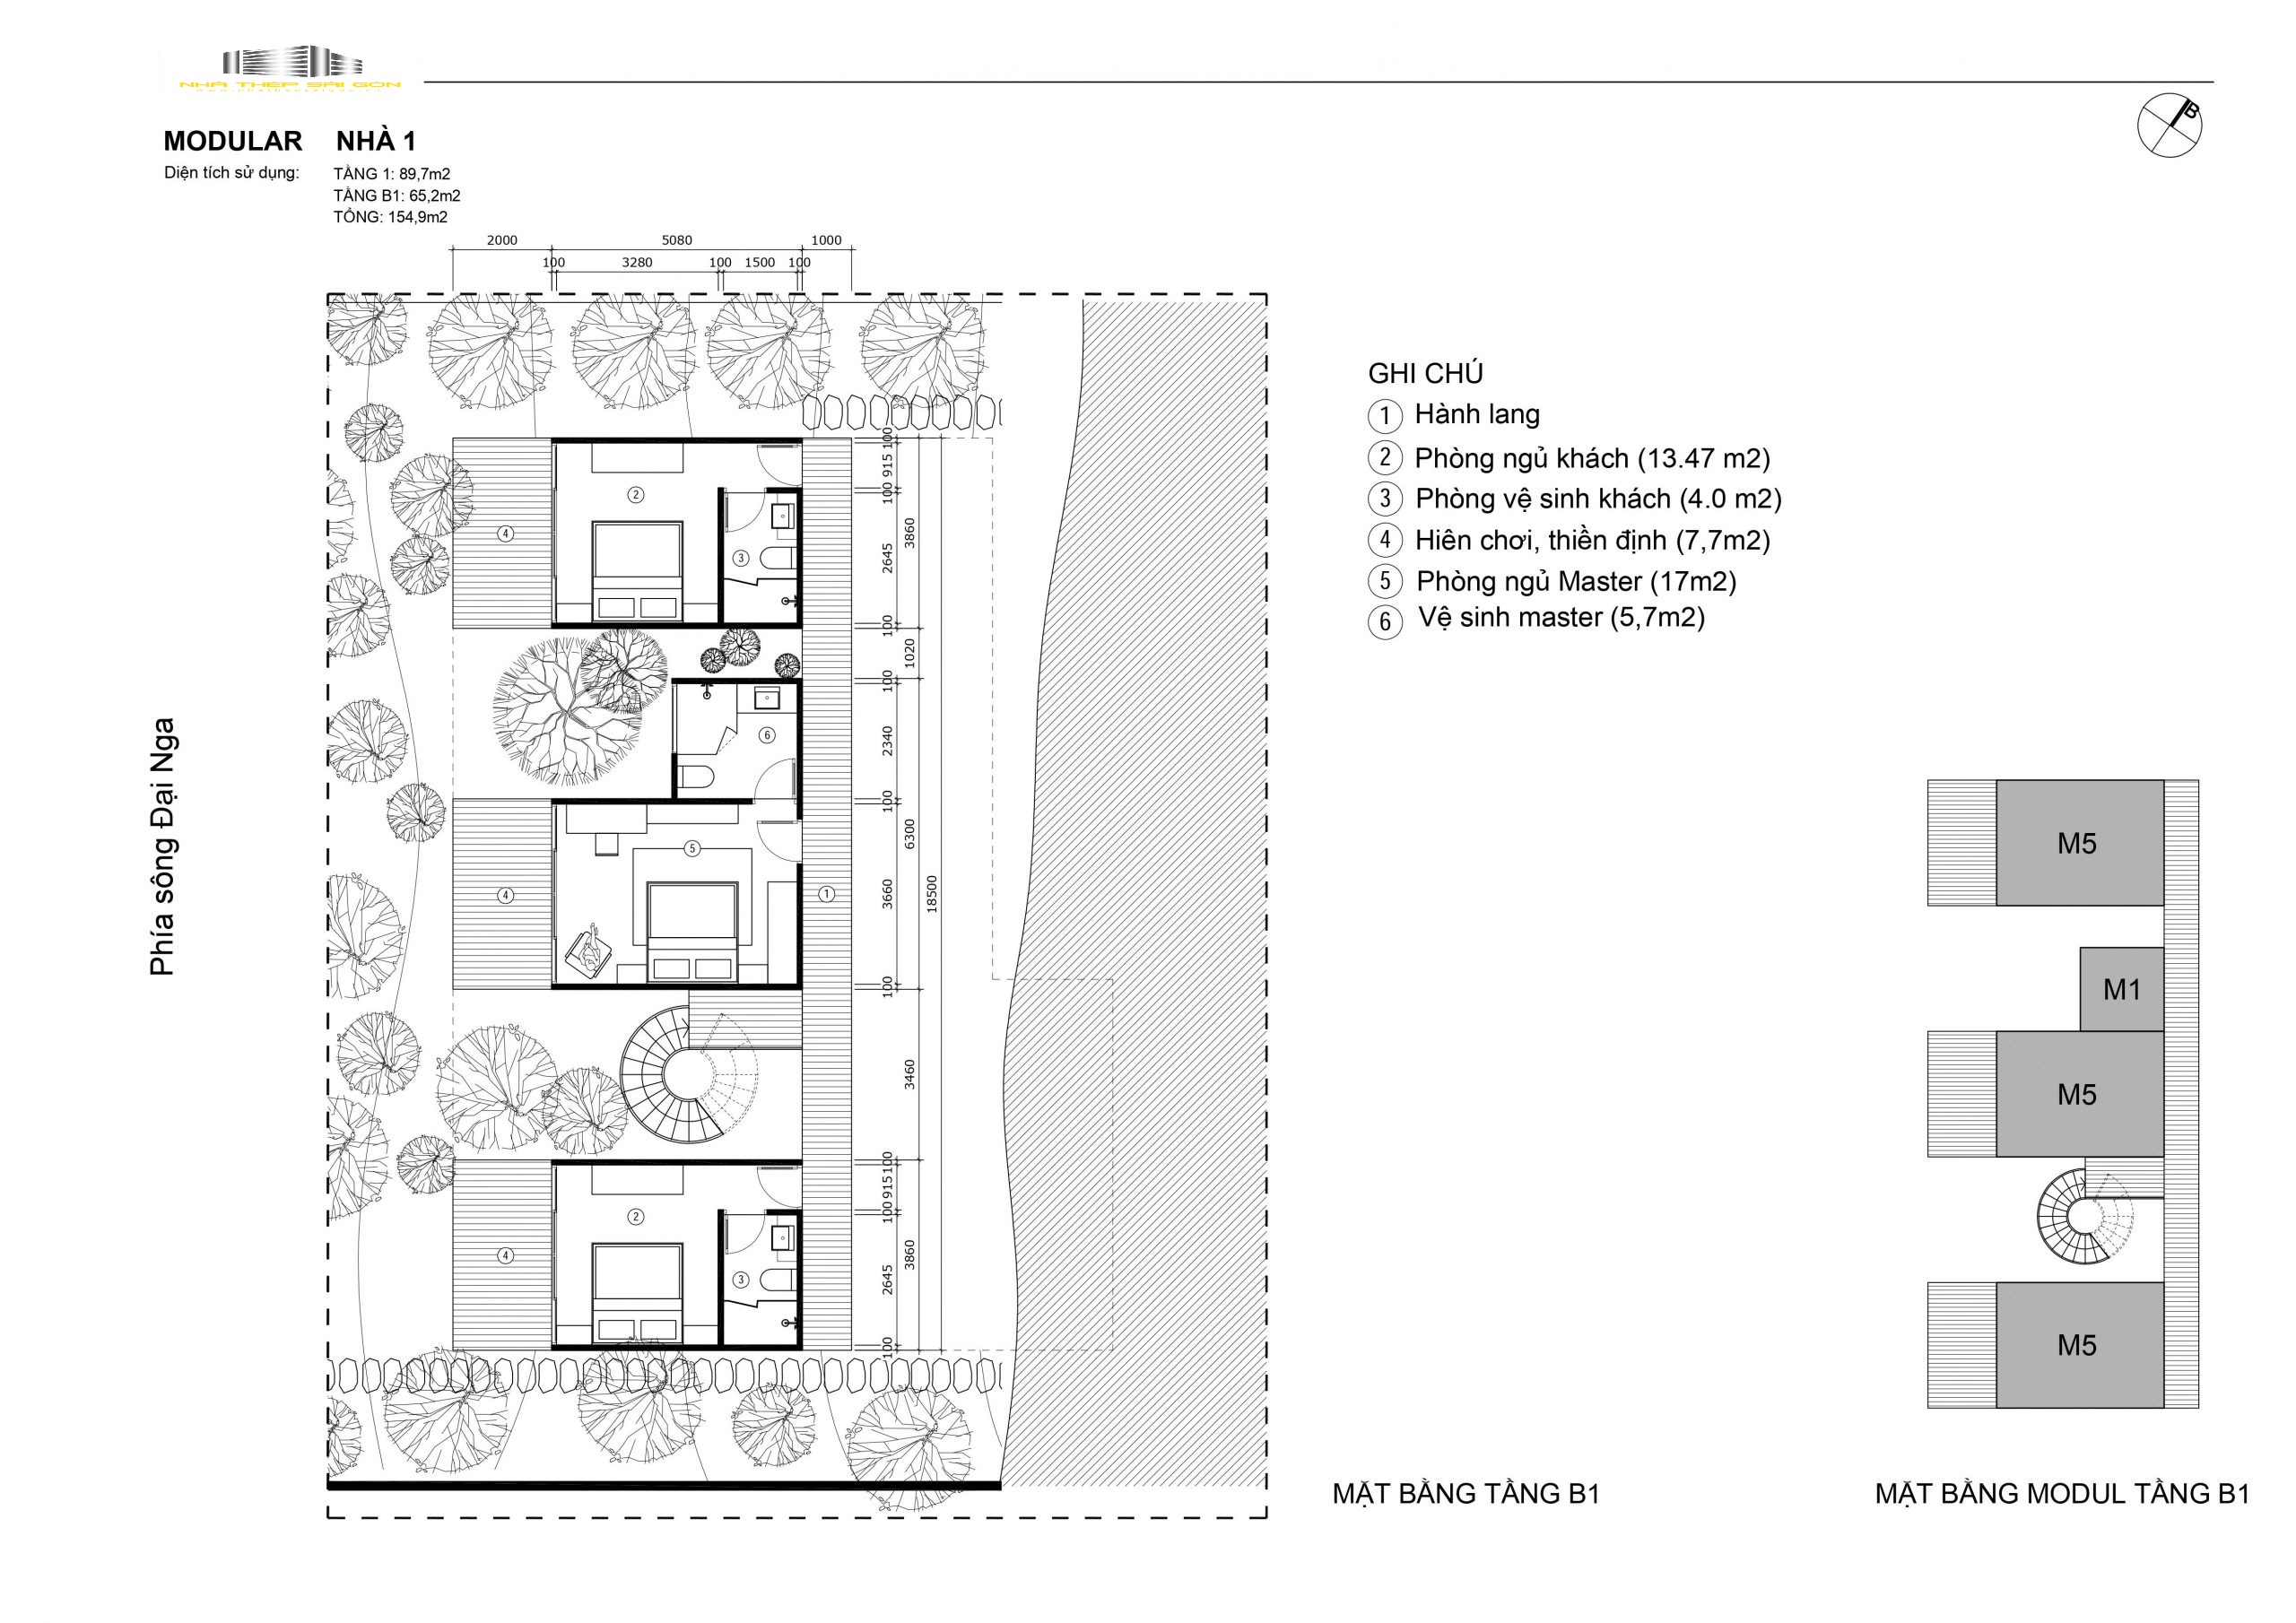 NHÀ THÉP SÀI GÒN
MODULAR NHÀ 1
Diện tích sử dụng: TẦNG 1: 89,7m2
TẦNG B1: 65,2m2
TỔNG: 154,9m2
B
2000 5080 1000
100 3280 100 1500 100
GHI CHÚ
1 Hành lang
2 Phòng ngủ khách (13.47 m2)
3 Phòng vệ sinh khách (4.0 m2)
4 Hiên chơi, thiền định (7,7m2)
5 Phòng ngủ Master (17m2)
6 Vệ sinh master (5,7m2)
Phía sông Đại Nga
2
3
4
6
5
4
1
2
3
4
100
915
100
2645
100
100
2340
100
3660
100
100
915
100
2645
100
3860
1020
6300
3460
3860
18500
M5
M1
M5
M5
MẶT BẰNG TẦNG B1
MẶT BẰNG MODUL TẦNG B1